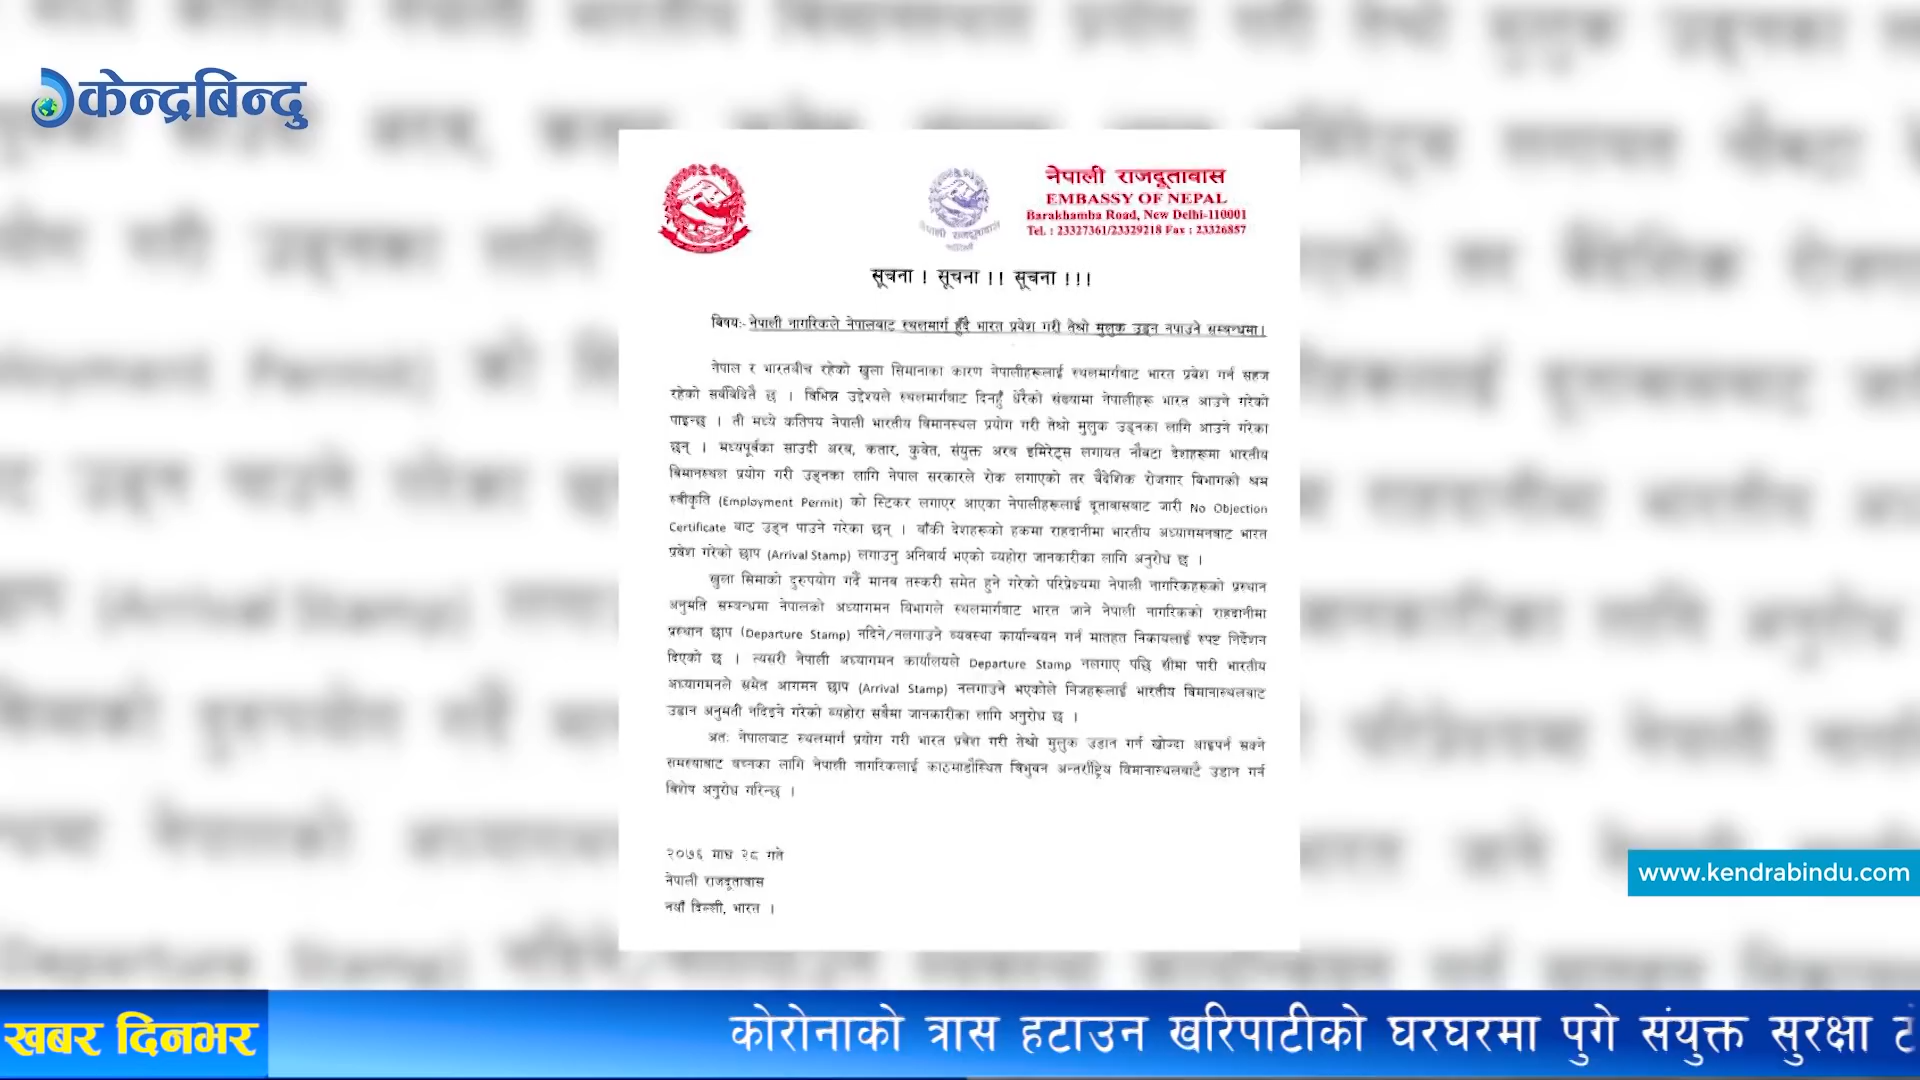 केन्द्रबिन्दु
नेपाली राजदूतावास
नेपाली राजदूतावास
EMBASSY OF NEPAL
Barakhamba Road, New Delhi-110001
Tel. : 23327361/23329218 Fax : 23326857
सूचना ! सूचना !! सूचना !!!
बिषयः- नेपाली नागरिकले नेपालबाट स्थलमार्ग हुँदै भारत प्रवेश गरी तेश्रो मुलुक उड्न नपाउने सम्बन्धमा।
नेपाल र भारतबीच रहेको खुला सिमानाका कारण नेपालीहरूलाई स्थलमार्गबाट भारत प्रवेश गर्न सहज
रहेको सर्वविदितै छ । विभिन्न उद्देश्यले स्थलमार्गबाट दिनहुँ धेरैको संख्यामा नेपालीहरू भारत आउने गरेको
पाइन्छ । ती मध्ये कतिपय नेपाली भारतीय विमानस्थल प्रयोग गरी तेश्रो मुलुक उड्नका लागि आउने गरेका
छन् । मध्यपूर्वका साउदी अरब, कतार, कुवेत, संयुक्त अरब इमिरेट्स लगायत नौवटा देशहरूमा भारतीय
विमानस्थल प्रयोग गरी उड्नका लागि नेपाल सरकारले रोक लगाएको तर वैदेशिक रोजगार बिभागको श्रम
स्वीकृति (Employment Permit) को स्टिकर लगाएर आएका नेपालीहरूलाई दूतावासबाट जारी No Objection
Certificate बाट उड्न पाउने गरेका छन् । बाँकी देशहरूको हकमा राहदानीमा भारतीय अध्यागमनबाट भारत
प्रवेश गरेको छाप (Arrival Stamp) लगाउनु अनिवार्य भएको व्यहोरा जानकारीका लागि अनुरोध छ ।
खुला सिमाको दुरुपयोग गर्दै मानव तस्करी समेत हुने गरेको परिप्रेक्ष्यमा नेपाली नागरिकहरूको प्रस्थान
अनुमति सम्बन्धमा नेपालको अध्यागमन बिभागले स्थलमार्गबाट भारत जाने नेपाली नागरिकको राहदानीमा
प्रस्थान छाप (Departure Stamp) नदिने/नलगाउने व्यवस्था कार्यान्वयन गर्न मातहत निकायलाई स्पष्ट निर्देशन
दिएको छ । त्यसरी नेपाली अध्यागमन कार्यालयले Departure Stamp नलगाए पछि सीमा पारी भारतीय
अध्यागमनले समेत आगमन छाप (Arrival Stamp) नलगाउने भएकोले निजहरूलाई भारतीय विमानास्थलबाट
उडान अनुमती नदिइने गरेको व्यहोरा सबैमा जानकारीका लागि अनुरोध छ ।
अतः नेपालबाट स्थलमार्ग प्रयोग गरी भारत प्रवेश गरी तेश्रो मुलुक उडान गर्न खोज्दा आइपर्न सक्ने
समस्याबाट बच्नका लागि नेपाली नागरिकलाई काठमाडौंस्थित त्रिभुवन अन्तर्राष्ट्रिय विमानास्थलबाटै उडान गर्न
विशेष अनुरोध गरिन्छ ।
२०७६ माघ २८ गते
नेपाली राजदूतावास
नयाँ दिल्ली, भारत ।
www.kendrabindu.com
खबर दिनभर
कोरोनाको त्रास हटाउन खरिपाटीको घरघरमा पुगे संयुक्त सुरक्षा